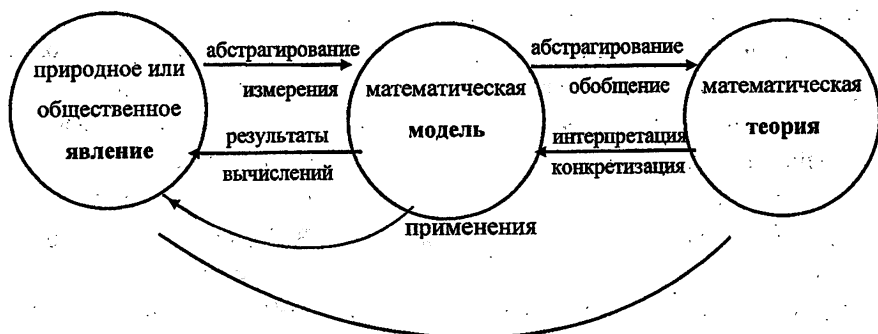 природное или
общественное
явление
абстрагирование
измерения
результаты
вычислений
математическая
модель
применения
абстрагирование
обобщение
интерпретация
конкретизация
математическая
теория